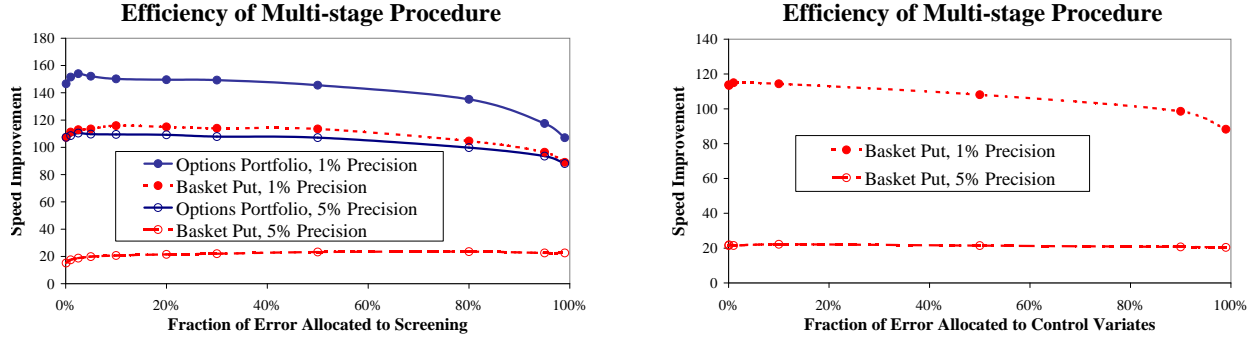 Efficiency of Multi-stage Procedure
180
160
140
120
100
80
60
40
20
0
Speed Improvement
Options Portfolio, 1% Precision
Basket Put, 1% Precision
Options Portfolio, 5% Precision
Basket Put, 5% Precision
0% 20% 40% 60% 80% 100%
Fraction of Error Allocated to Screening
Efficiency of Multi-stage Procedure
140
120
100
80
60
40
20
0
Speed Improvement
Basket Put, 1% Precision
Basket Put, 5% Precision
0% 20% 40% 60% 80% 100%
Fraction of Error Allocated to Control Variates